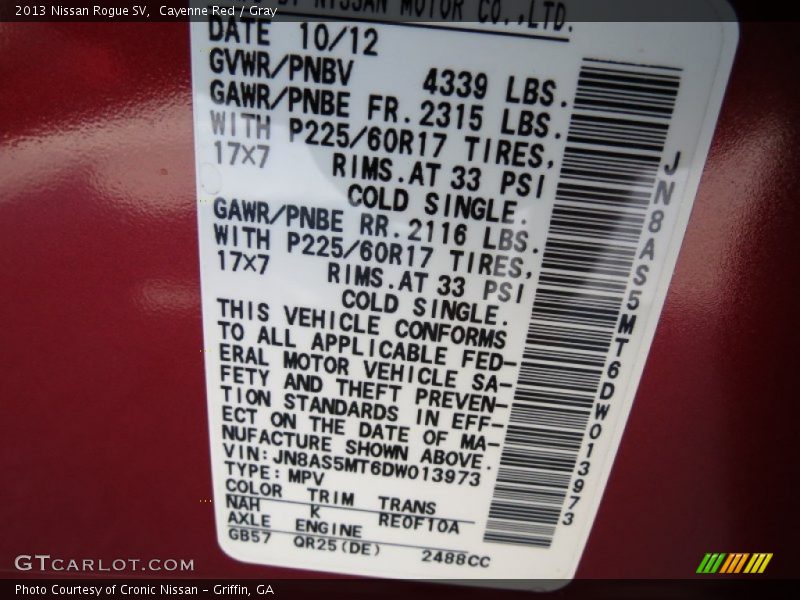 2013 Nissan Rogue SV, Cayenne Red / Gray
NISSAN MOTOR CO.,LTD.
DATE 10/12
GVWR/PNBV 4339 LBS.
GAWR/PNBE FR. 2315 LBS.
WITH P225/60R17 TIRES,
17X7 RIMS.AT 33 PSI
COLD SINGLE.
GAWR/PNBE RR. 2116 LBS.
WITH P225/60R17 TIRES,
17X7 RIMS.AT 33 PSI
COLD SINGLE.
THIS VEHICLE CONFORMS
TO ALL APPLICABLE FED-
ERAL MOTOR VEHICLE SA-
FETY AND THEFT PREVEN-
TION STANDARDS IN EFF-
ECT ON THE DATE OF MA-
NUFACTURE SHOWN ABOVE.
VIN:JN8AS5MT6DW013973
TYPE: MPV
COLOR TRIM TRANS
NAH K RE0F10A
AXLE ENGINE
GB57 QR25(DE) 2488CC
JN8AS5MT6DW013973
GTCARLOT.COM
Photo Courtesy of Cronic Nissan - Griffin, GA